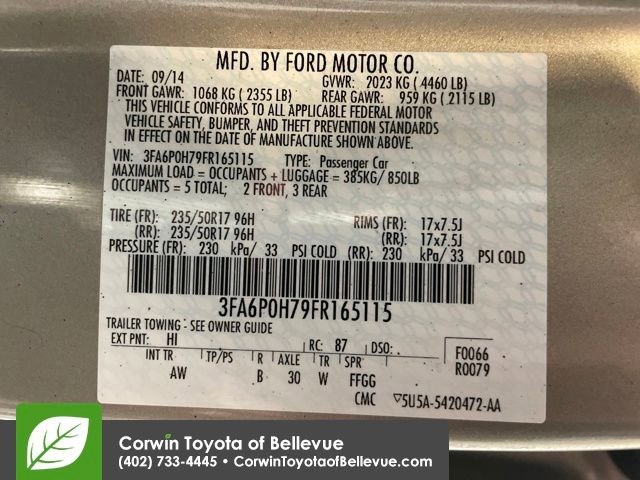 MFD. BY FORD MOTOR CO.
DATE: 09/14 GVWR: 2023 KG ( 4460 LB)
FRONT GAWR: 1068 KG ( 2355 LB) REAR GAWR: 959 KG ( 2115 LB)
THIS VEHICLE CONFORMS TO ALL APPLICABLE FEDERAL MOTOR
VEHICLE SAFETY, BUMPER, AND THEFT PREVENTION STANDARDS
IN EFFECT ON THE DATE OF MANUFACTURE SHOWN ABOVE.
VIN: 3FA6P0H79FR165115 TYPE: Passenger Car
MAXIMUM LOAD = OCCUPANTS + LUGGAGE = 385KG/ 850LB
OCCUPANTS = 5 TOTAL; 2 FRONT, 3 REAR
TIRE (FR): 235/50R17 96H RIMS (FR): 17x7.5J
(RR): 235/50R17 96H (RR): 17x7.5J
PRESSURE (FR): 230 kPa/ 33 PSI COLD (RR): 230 kPa/ 33 PSI COLD
3FA6P0H79FR165115
TRAILER TOWING - SEE OWNER GUIDE
EXT PNT: HI RC: 87 DSO: F0066
INT TR TP/PS R AXLE TR SPR R0079
AW B 30 W FFGG
CMC ▽5U5A-5420472-AA
Corwin Toyota of Bellevue
(402) 733-4445 • CorwinToyotaofBellevue.com